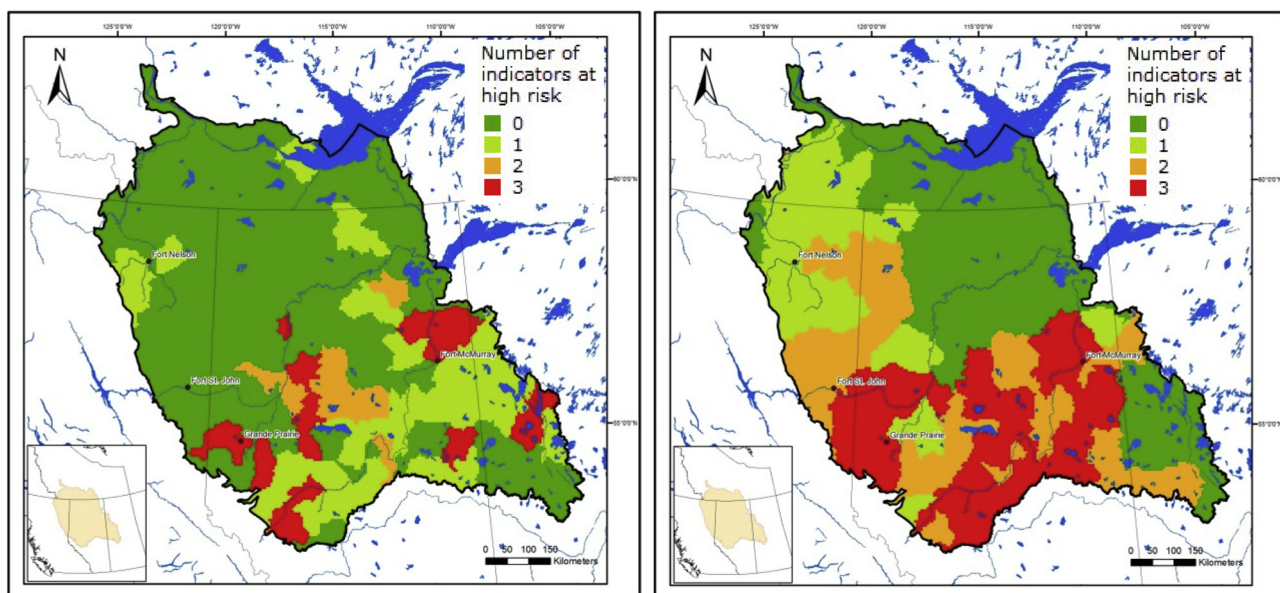 125°0'0"W 120°0'0"W 115°0'0"W 110°0'0"W 105°0'0"W
N
Number of
indicators at
high risk
0
1
2
3
60°0'0"N
Fort Nelson
Fort McMurray
Fort St. John
Grande Prairie
55°0'0"N
0 50 100 150
Kilometers
125°0'0"W 120°0'0"W 115°0'0"W 110°0'0"W 105°0'0"W
N
Number of
indicators at
high risk
0
1
2
3
60°0'0"N
Fort Nelson
Fort McMurray
Fort St. John
Grande Prairie
55°0'0"N
0 50 100 150
Kilometers